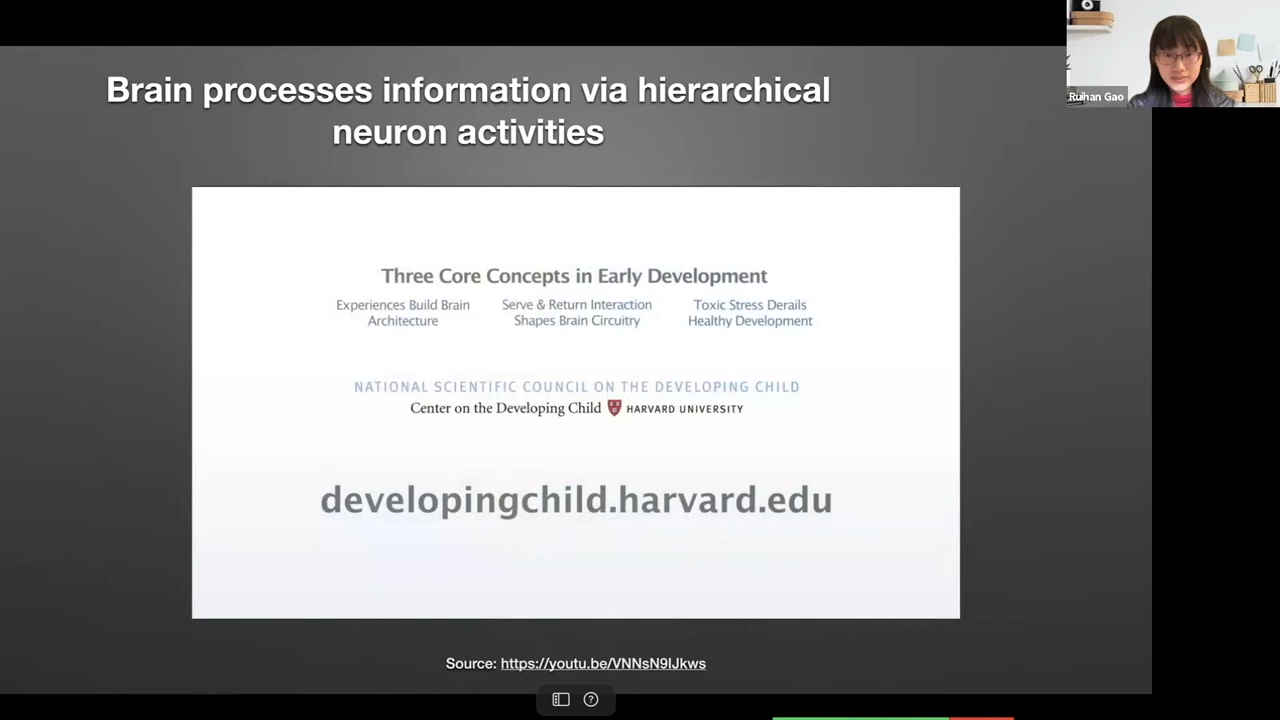 Brain processes information via hierarchical
neuron activities
Ruihan Gao
Three Core Concepts in Early Development
Experiences Build Brain
Architecture
Serve & Return Interaction
Shapes Brain Circuitry
Toxic Stress Derails
Healthy Development
NATIONAL SCIENTIFIC COUNCIL ON THE DEVELOPING CHILD
Center on the Developing Child HARVARD UNIVERSITY
developingchild.harvard.edu
Source: https://youtu.be/VNNsN9IJkws